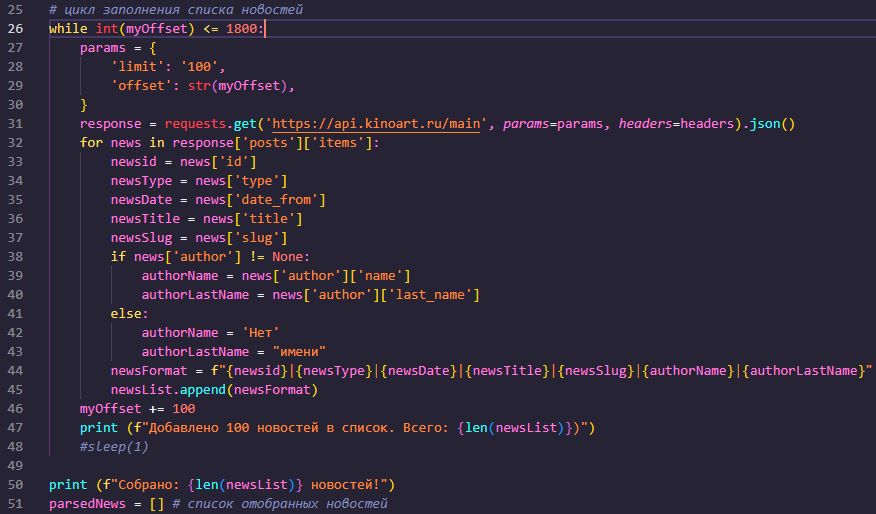 25 # цикл заполнения списка новостей
26 while int(myOffset) <= 1800:
27     params = {
28         'limit': '100',
29         'offset': str(myOffset),
30     }
31     response = requests.get('https://api.kinoart.ru/main', params=params, headers=headers).json()
32     for news in response['posts']['items']:
33         newsid = news['id']
34         newsType = news['type']
35         newsDate = news['date_from']
36         newsTitle = news['title']
37         newsSlug = news['slug']
38         if news['author'] != None:
39             authorName = news['author']['name']
40             authorLastName = news['author']['last_name']
41         else:
42             authorName = 'Нет'
43             authorLastName = "имени"
44         newsFormat = f"{newsid}|{newsType}|{newsDate}|{newsTitle}|{newsSlug}|{authorName}|{authorLastName}"
45         newsList.append(newsFormat)
46     myOffset += 100
47     print (f"Добавлено 100 новостей в список. Всего: {len(newsList)})")
48     #sleep(1)
49
50 print (f"Собрано: {len(newsList)} новостей!")
51 parsedNews = [] # список отобранных новостей